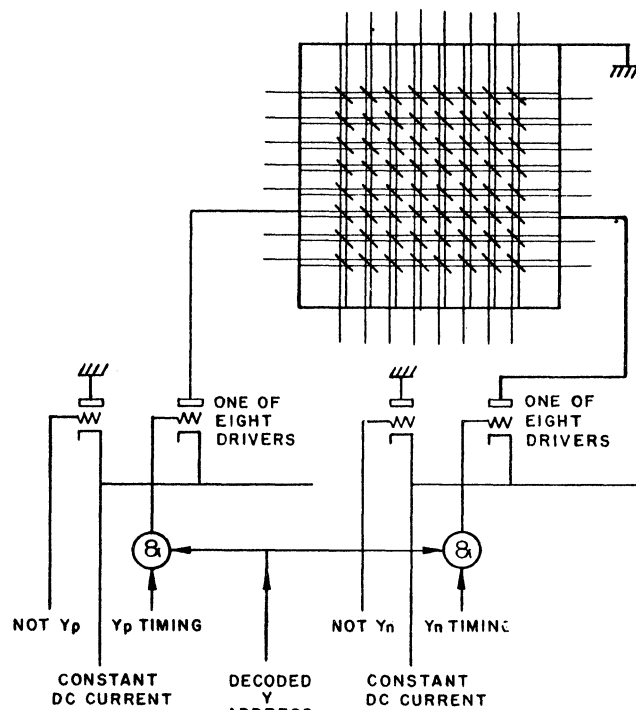 ONE OF
EIGHT
DRIVERS
ONE OF
EIGHT
DRIVERS
&
&
NOT Yp
Yp TIMING
NOT Yn
Yn TIMING
CONSTANT
DC CURRENT
DECODED
Y
ADDRESS
CONSTANT
DC CURRENT